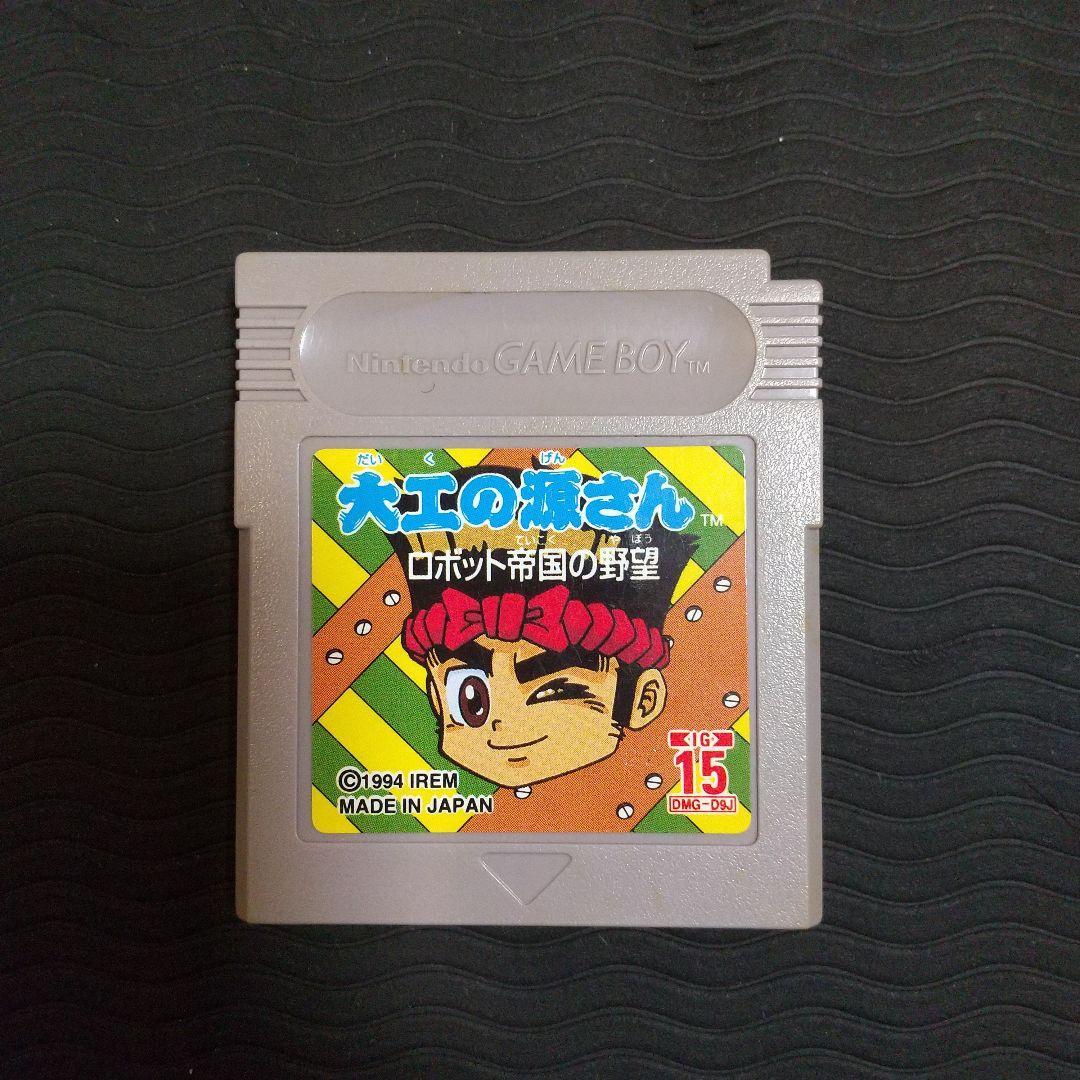 Nintendo GAME BOY TM
だいく げん
大工の源さん TM
ていこく やぼう
ロボット帝国の野望
©1994 IREM
MADE IN JAPAN
<IG>
15
DMG-D9J